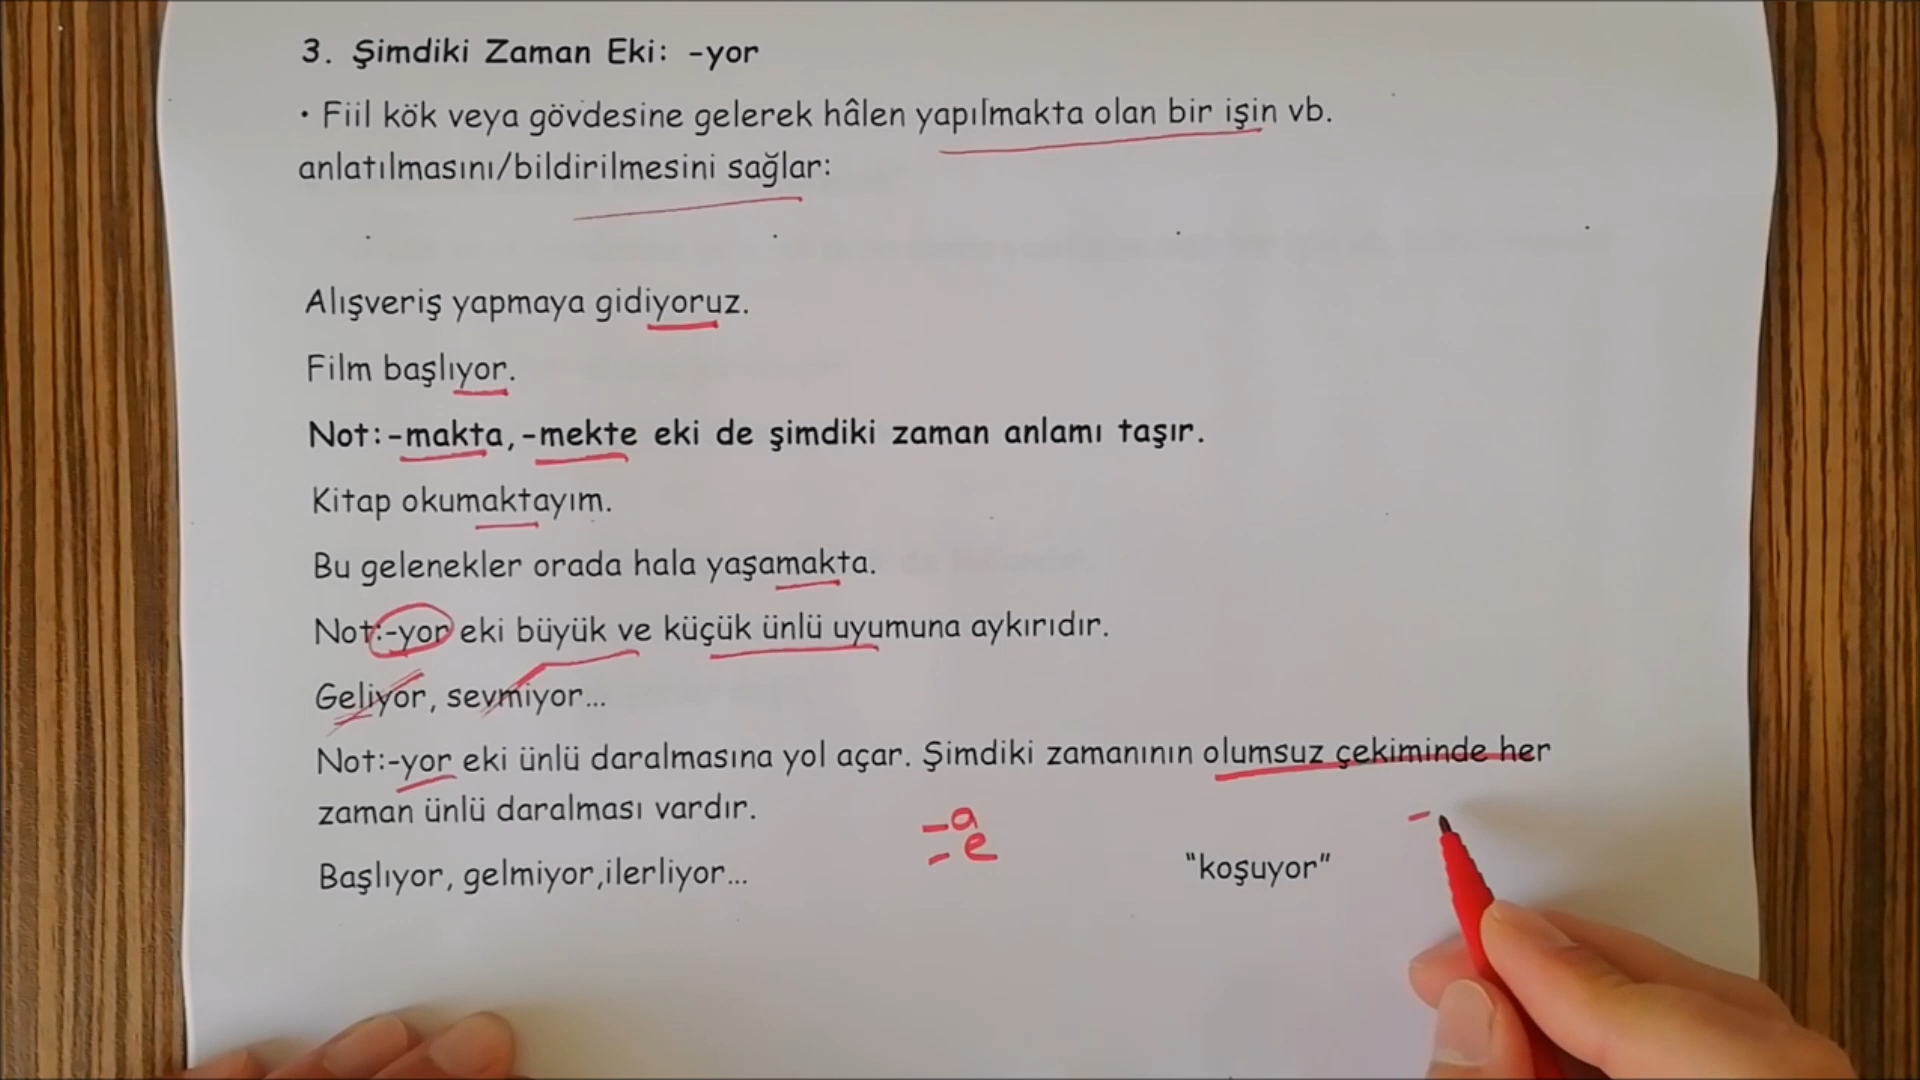 3. Şimdiki Zaman Eki: -yor
• Fiil kök veya gövdesine gelerek hâlen yapılmakta olan bir işin vb.
anlatılmasını/bildirilmesini sağlar:
Alışveriş yapmaya gidiyoruz.
Film başlıyor.
Not:-makta,-mekte eki de şimdiki zaman anlamı taşır.
Kitap okumaktayım.
Bu gelenekler orada hala yaşamakta.
Not:-yor eki büyük ve küçük ünlü uyumuna aykırıdır.
Geliyor, sevmiyor...
Not:-yor eki ünlü daralmasına yol açar. Şimdiki zamanının olumsuz çekiminde her
zaman ünlü daralması vardır.
-a
-e
Başlıyor, gelmiyor,ilerliyor... "koşuyor"